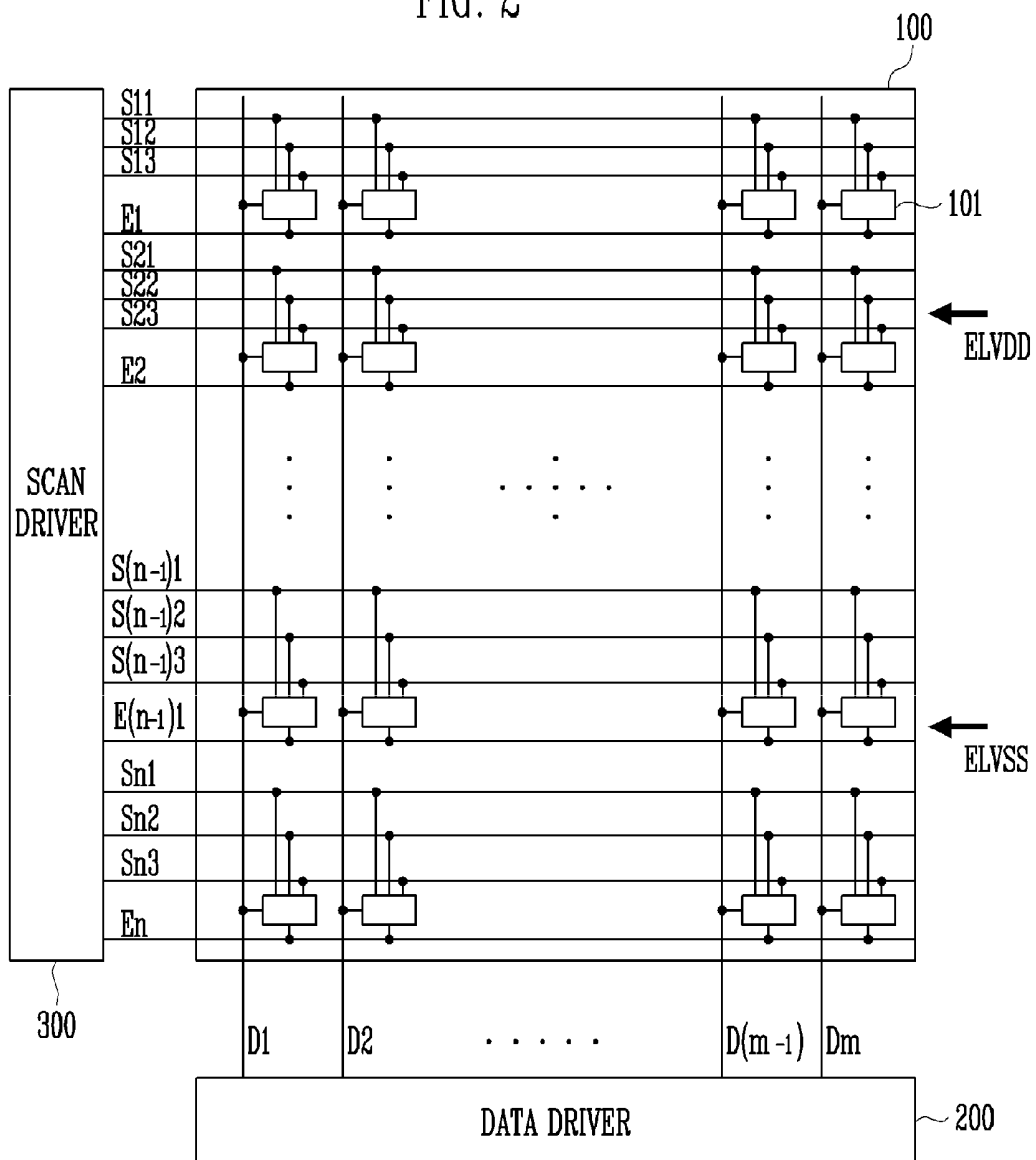 FIG. 2
100
S11
S12
S13
E1
101
S21
S22
S23
ELVDD
E2
SCAN
DRIVER
S(n-1)1
S(n-1)2
S(n-1)3
E(n-1)1
ELVSS
Sn1
Sn2
Sn3
En
300
D1 D2 ..... D(m-1) Dm
DATA DRIVER
200